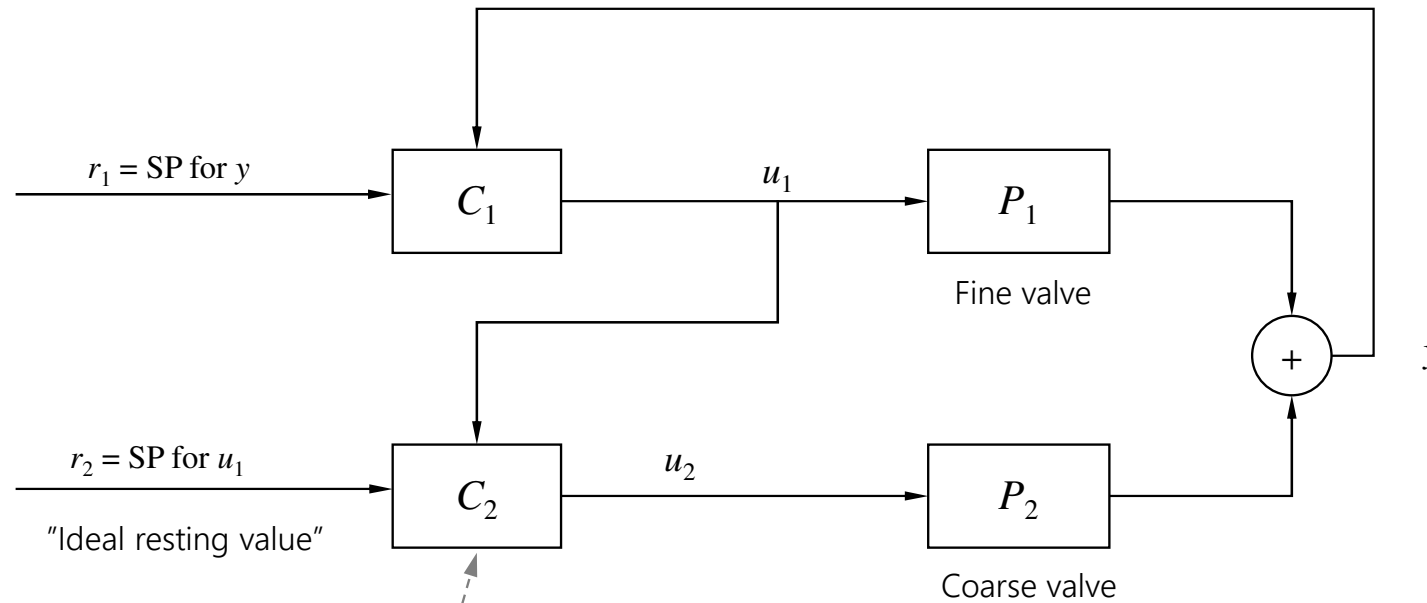 r₁ = SP for y
C₁
u₁
P₁
Fine valve
+
r₂ = SP for u₁
"Ideal resting value"
C₂
u₂
P₂
Coarse valve